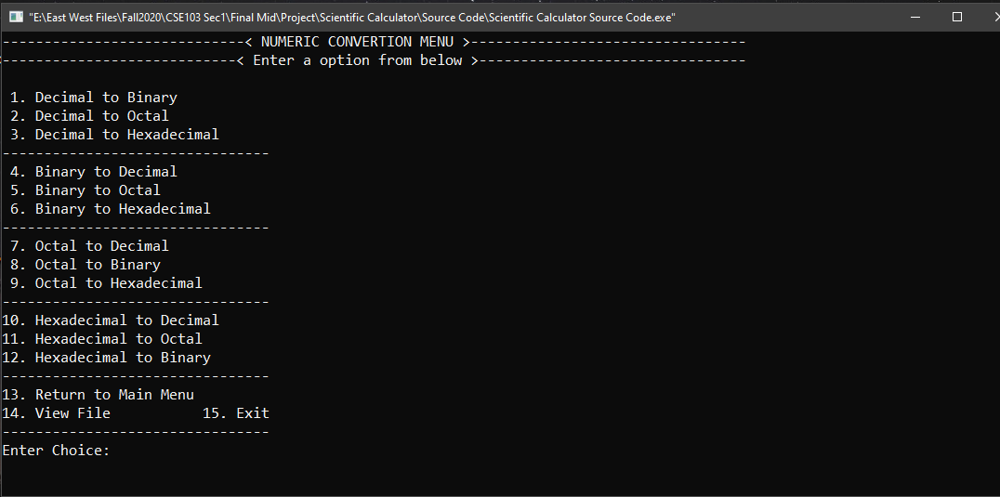 "E:\East West Files\Fall2020\CSE103 Sec1\Final Mid\Project\Scientific Calculator\Source Code\Scientific Calculator Source Code.exe"
-----------------------------< NUMERIC CONVERTION MENU >---------------------------------
----------------------------< Enter a option from below >--------------------------------
1. Decimal to Binary
2. Decimal to Octal
3. Decimal to Hexadecimal
--------------------------------
4. Binary to Decimal
5. Binary to Octal
6. Binary to Hexadecimal
--------------------------------
7. Octal to Decimal
8. Octal to Binary
9. Octal to Hexadecimal
--------------------------------
10. Hexadecimal to Decimal
11. Hexadecimal to Octal
12. Hexadecimal to Binary
--------------------------------
13. Return to Main Menu
14. View File           15. Exit
--------------------------------
Enter Choice: